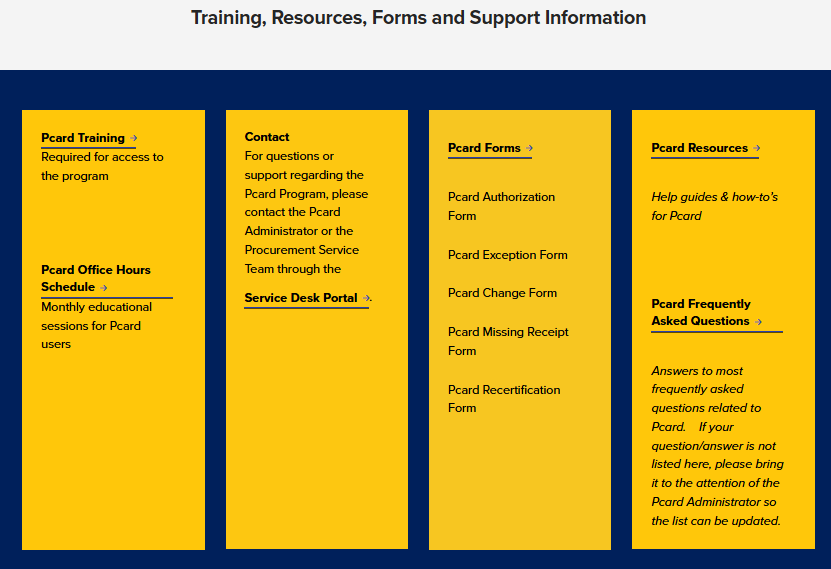 Training, Resources, Forms and Support Information
Pcard Training →
Required for access to
the program
Pcard Office Hours
Schedule →
Monthly educational
sessions for Pcard
users
Contact
For questions or
support regarding the
Pcard Program, please
contact the Pcard
Administrator or the
Procurement Service
Team through the
Service Desk Portal →.
Pcard Forms →
Pcard Authorization
Form
Pcard Exception Form
Pcard Change Form
Pcard Missing Receipt
Form
Pcard Recertification
Form
Pcard Resources →
Help guides & how-to's
for Pcard
Pcard Frequently
Asked Questions →
Answers to most
frequently asked
questions related to
Pcard.   If your
question/answer is not
listed here, please bring
it to the attention of the
Pcard Administrator so
the list can be updated.